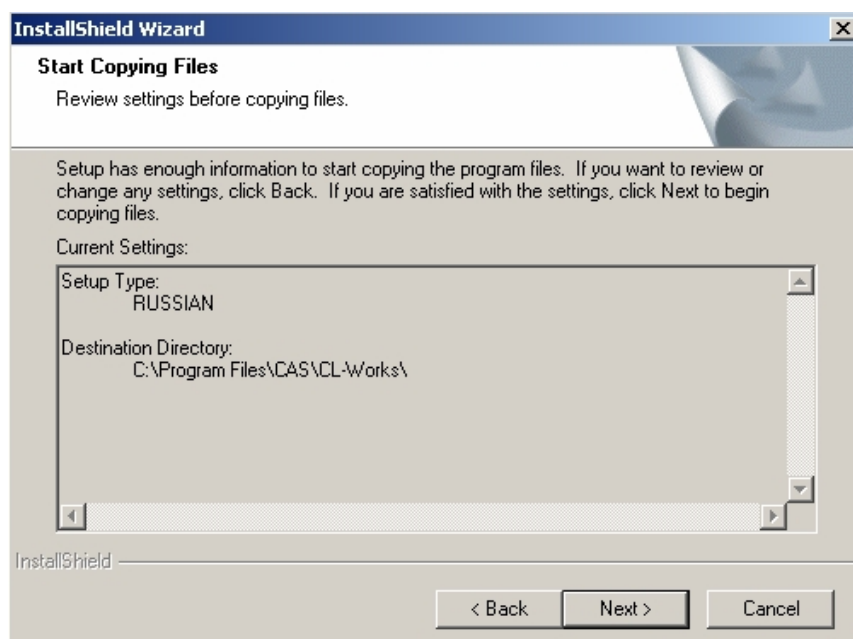 InstallShield Wizard
Start Copying Files
Review settings before copying files.
Setup has enough information to start copying the program files.  If you want to review or
change any settings, click Back.  If you are satisfied with the settings, click Next to begin
copying files.
Current Settings:
Setup Type:
RUSSIAN
Destination Directory:
C:\Program Files\CAS\CL-Works\
InstallShield
< Back Next > Cancel